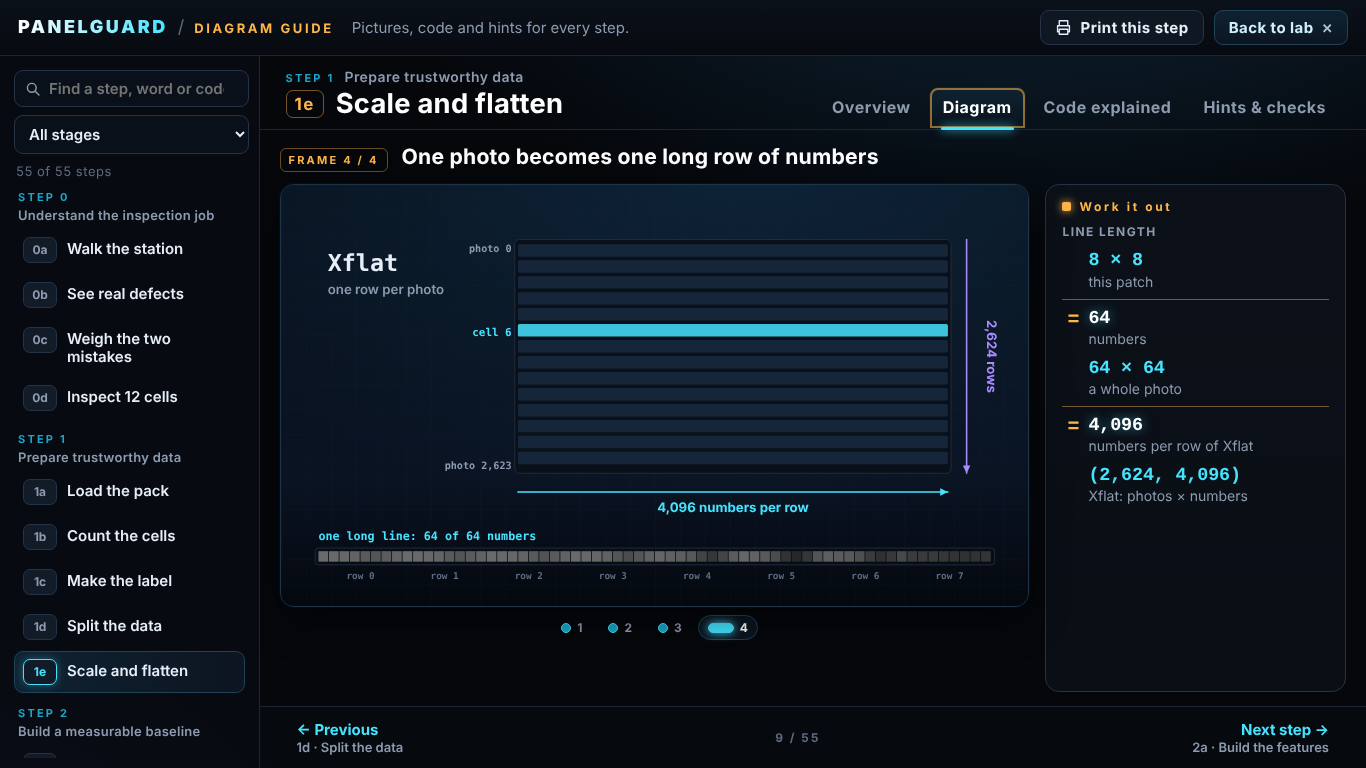 PANELGUARD / DIAGRAM GUIDE Pictures, code and hints for every step.
Print this step
Back to lab ×
Find a step, word or cod
All stages
55 of 55 steps
STEP 0
Understand the inspection job
0a Walk the station
0b See real defects
0c Weigh the two
mistakes
0d Inspect 12 cells
STEP 1
Prepare trustworthy data
1a Load the pack
1b Count the cells
1c Make the label
1d Split the data
1e Scale and flatten
STEP 2
Build a measurable baseline
STEP 1 Prepare trustworthy data
1e Scale and flatten
Overview
Diagram
Code explained
Hints & checks
FRAME 4 / 4 One photo becomes one long row of numbers
Xflat
one row per photo
photo 0
cell 6
photo 2,623
2,624 rows
4,096 numbers per row
one long line: 64 of 64 numbers
row 0 row 1 row 2 row 3 row 4 row 5 row 6 row 7
1 2 3 4
Work it out
LINE LENGTH
8 × 8
this patch
= 64
numbers
64 × 64
a whole photo
= 4,096
numbers per row of Xflat
(2,624, 4,096)
Xflat: photos × numbers
← Previous
1d · Split the data
9 / 55
Next step →
2a · Build the features